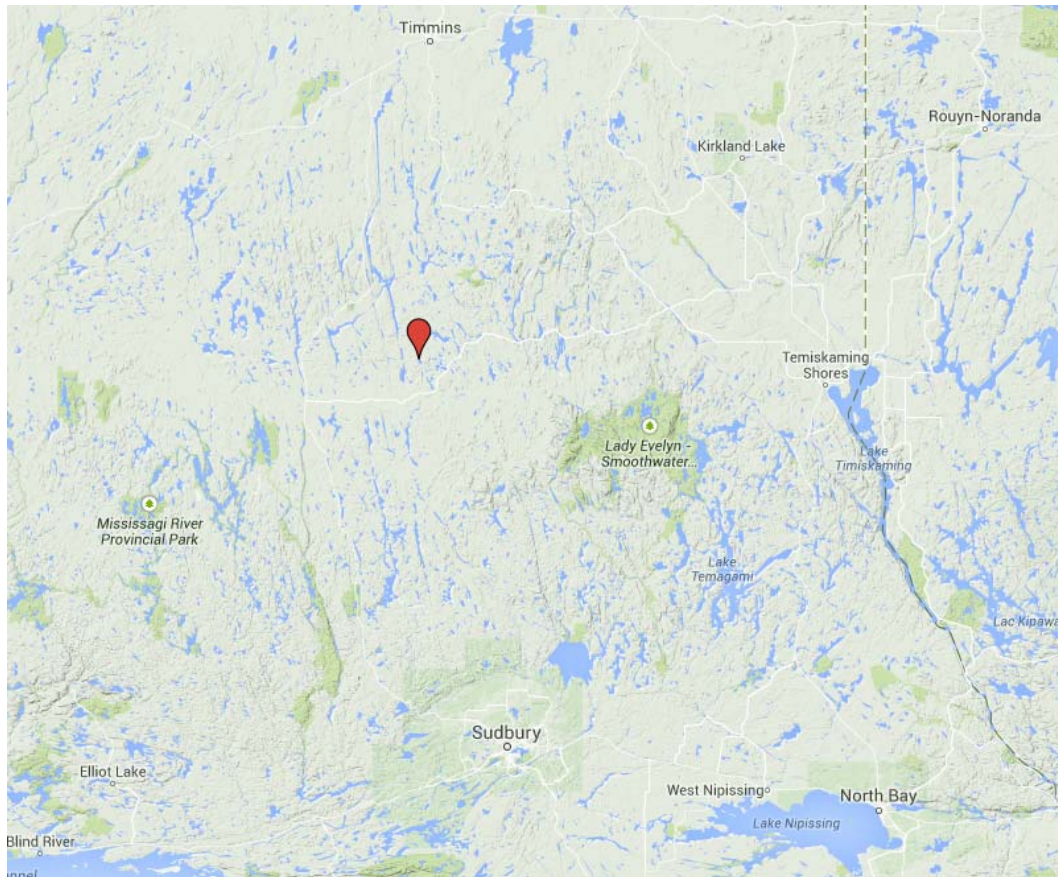 Timmins
Rouyn-Noranda
Kirkland Lake
Temiskaming
Shores
Lady Evelyn -
Smoothwater...
Lake
Timiskaming
Mississagi River
Provincial Park
Lake
Temagami
Lac Kipawa
Sudbury
Elliot Lake
West Nipissing
North Bay
Lake Nipissing
Blind River
nnel